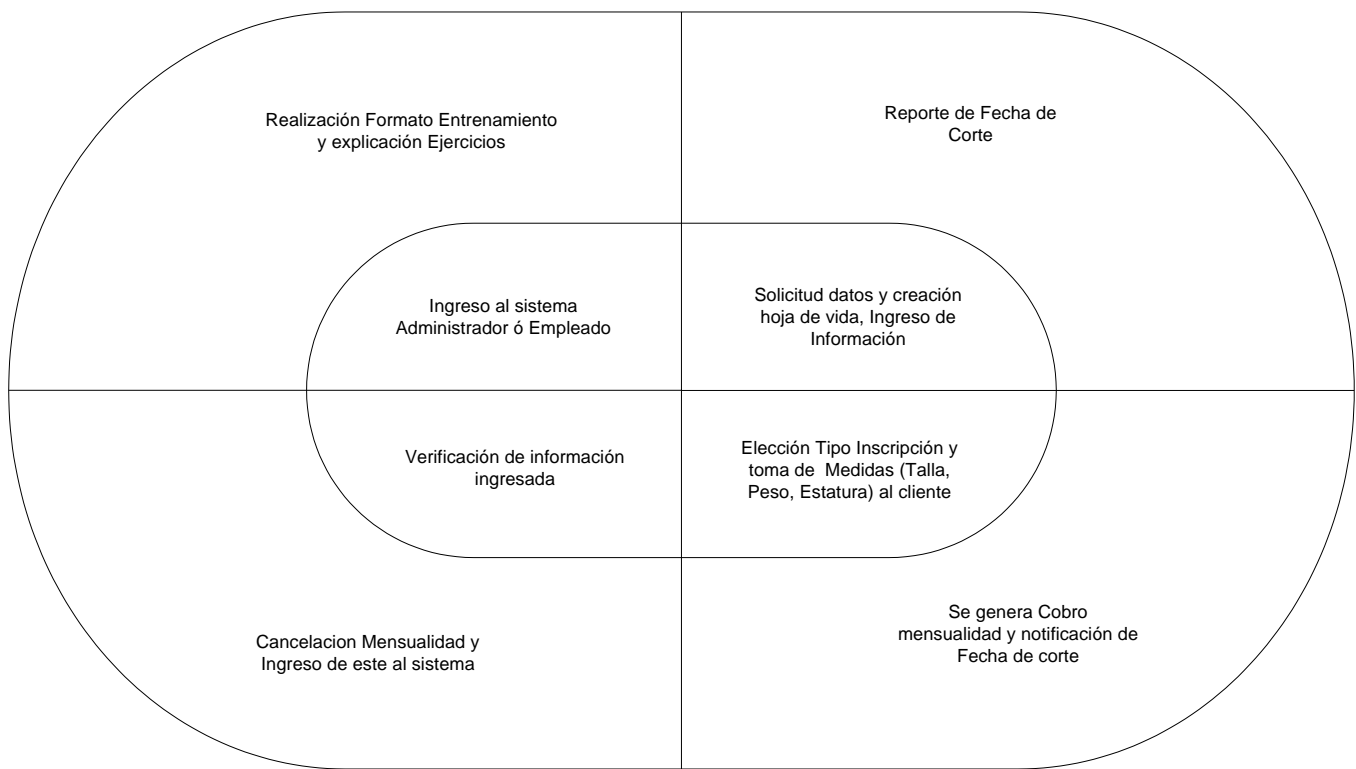 Realización Formato Entrenamiento
y explicación Ejercicios
Reporte de Fecha de
Corte
Ingreso al sistema
Administrador ó Empleado
Solicitud datos y creación
hoja de vida, Ingreso de
Información
Verificación de información
ingresada
Elección Tipo Inscripción y
toma de  Medidas (Talla,
Peso, Estatura) al cliente
Cancelacion Mensualidad y
Ingreso de este al sistema
Se genera Cobro
mensualidad y notificación de
Fecha de corte